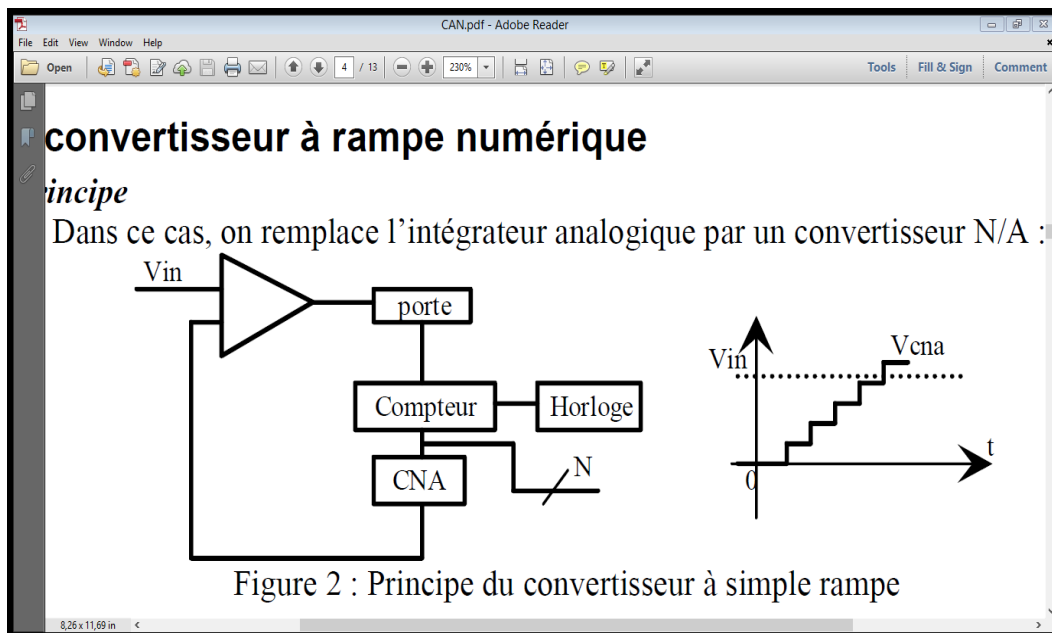 CAN.pdf - Adobe Reader
File Edit View Window Help
Open 4 / 13 230% Tools Fill & Sign Comment
convertisseur à rampe numérique
rincipe
Dans ce cas, on remplace l'intégrateur analogique par un convertisseur N/A :
Vin
porte
Compteur
Horloge
CNA
N
Vin
Vcna
t
0
Figure 2 : Principe du convertisseur à simple rampe
8,26 x 11,69 in